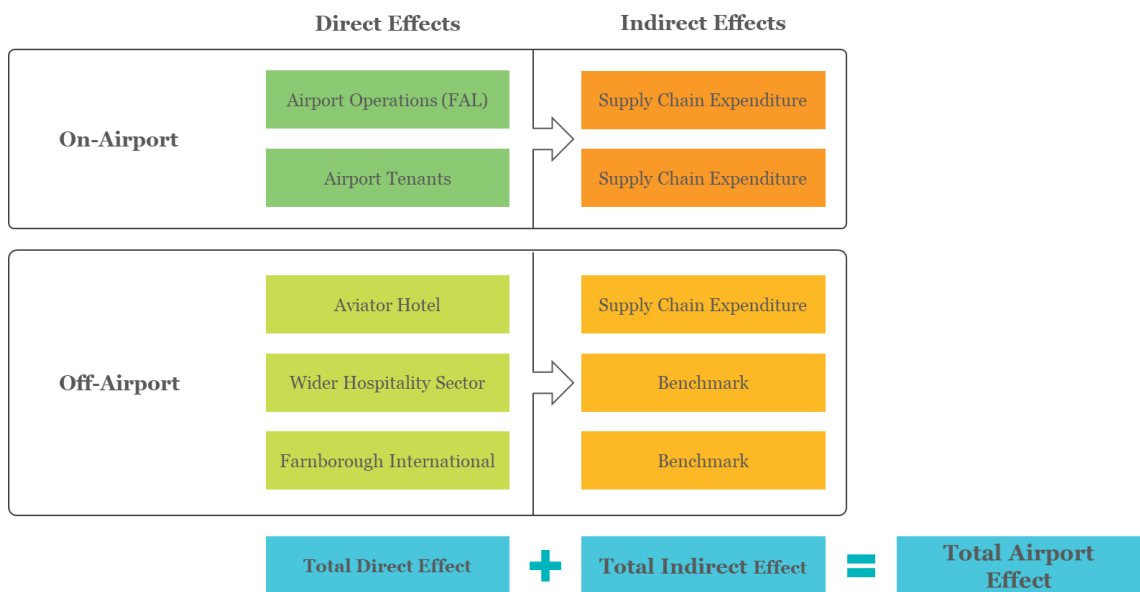 Direct Effects
Indirect Effects
On-Airport
Airport Operations (FAL)
Supply Chain Expenditure
Airport Tenants
Supply Chain Expenditure
Off-Airport
Aviator Hotel
Supply Chain Expenditure
Wider Hospitality Sector
Benchmark
Farnborough International
Benchmark
Total Direct Effect
+
Total Indirect Effect
=
Total Airport
Effect